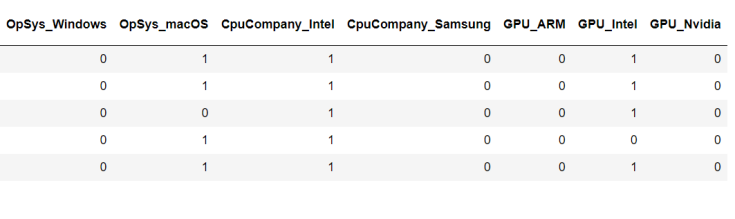 OpSys_Windows OpSys_macOS CpuCompany_Intel CpuCompany_Samsung GPU_ARM GPU_Intel GPU_Nvidia
0 1 1 0 0 1 0
0 1 1 0 0 1 0
0 0 1 0 0 1 0
0 1 1 0 0 0 0
0 1 1 0 0 1 0